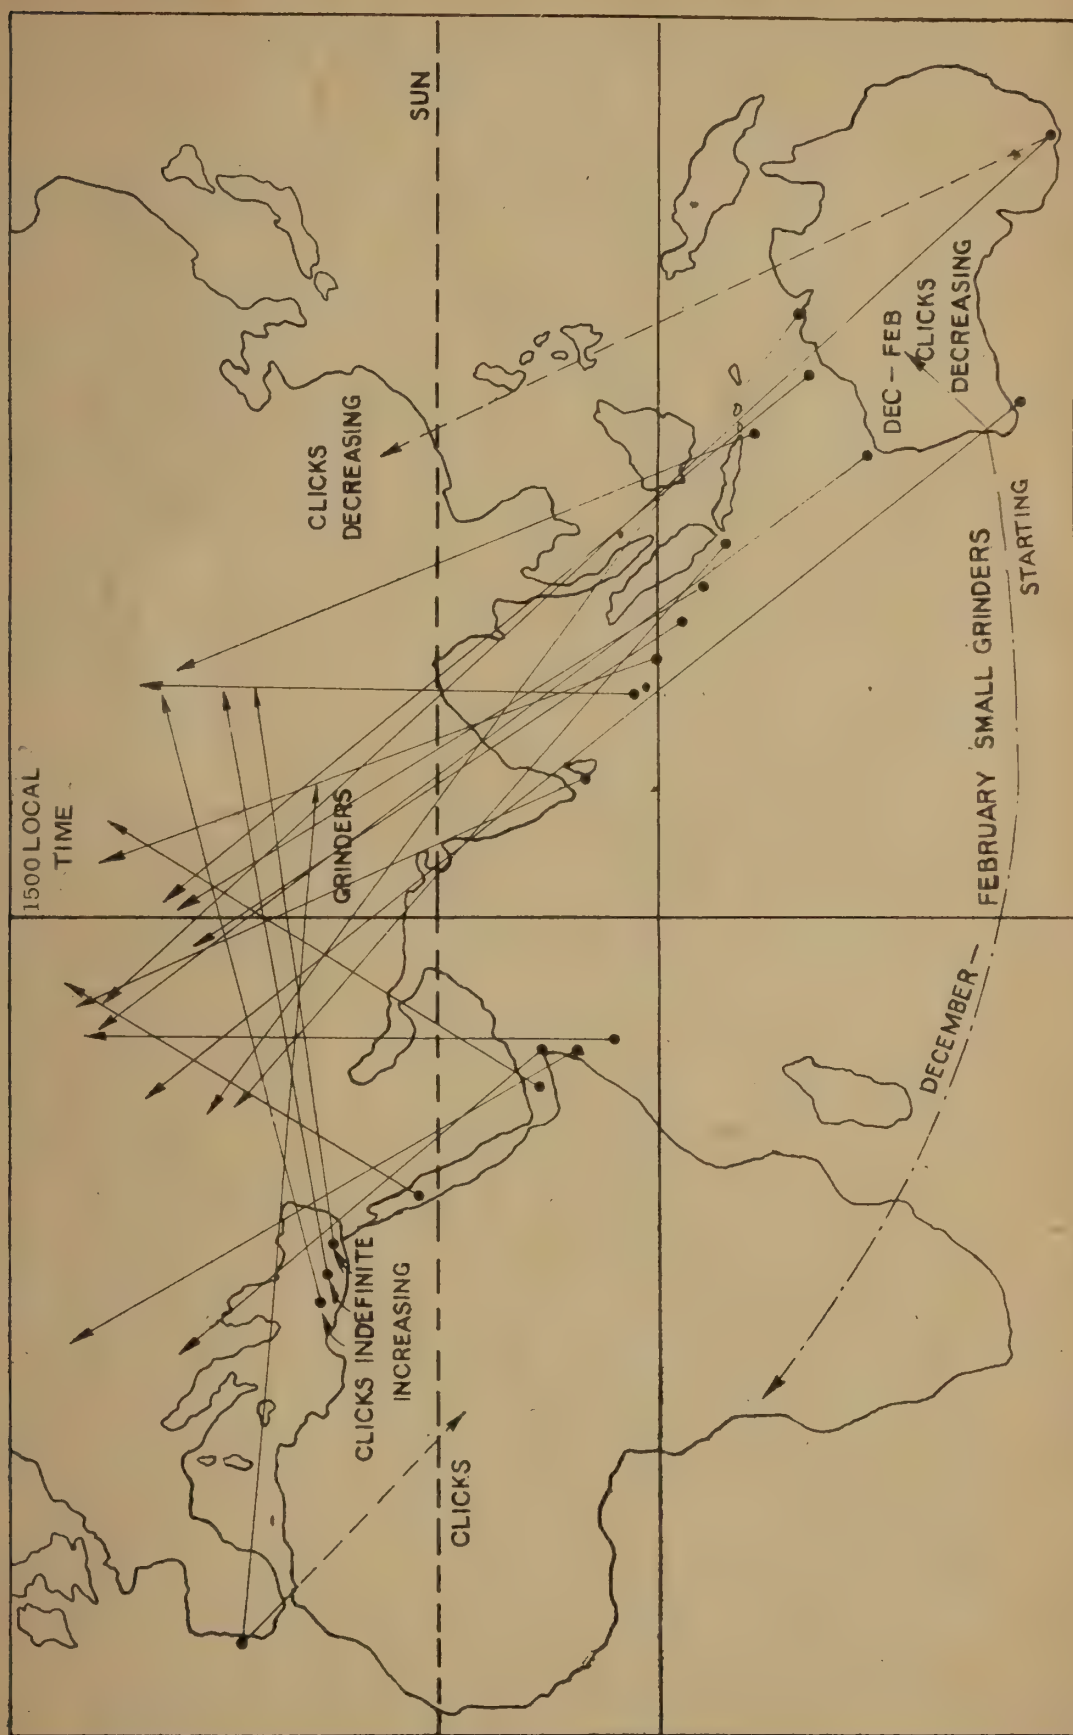 1500 LOCAL
TIME
SUN
CLICKS
DECREASING
GRINDERS
CLICKS INDEFINITE
INCREASING
CLICKS
DEC - FEB
CLICKS
DECREASING
STARTING
FEBRUARY SMALL GRINDERS
DECEMBER —